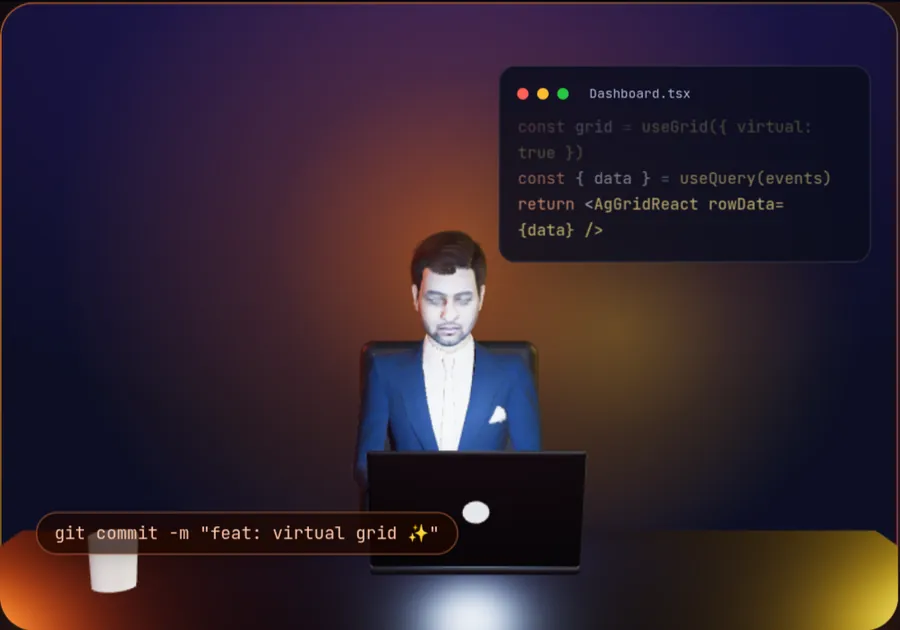 Dashboard.tsx
const grid = useGrid({ virtual:
true })
const { data } = useQuery(events)
return <AgGridReact rowData=
{data} />
git commit -m "feat: virtual grid ✨"